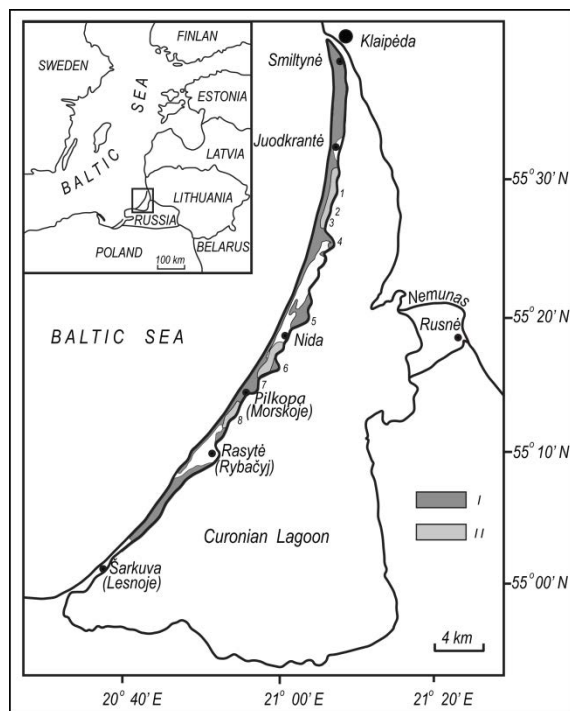 FINLAND
SWEDEN
SEA
ESTONIA
BALTIC
LATVIA
LITHUANIA
RUSSIA
POLAND
BELARUS
100 km
Klaipėda
Smiltynė
Juodkrantė
1
2
3
4
55° 30' N
Nemunas
Rusnė
55° 20' N
5
BALTIC SEA
Nida
6
7
Pilkopa
(Morskoje)
8
Rasytė
(Rybačyj)
55° 10' N
I
II
Curonian Lagoon
Šarkuva
(Lesnoje)
55° 00' N
4 km
20° 40' E
21° 00' E
21° 20' E